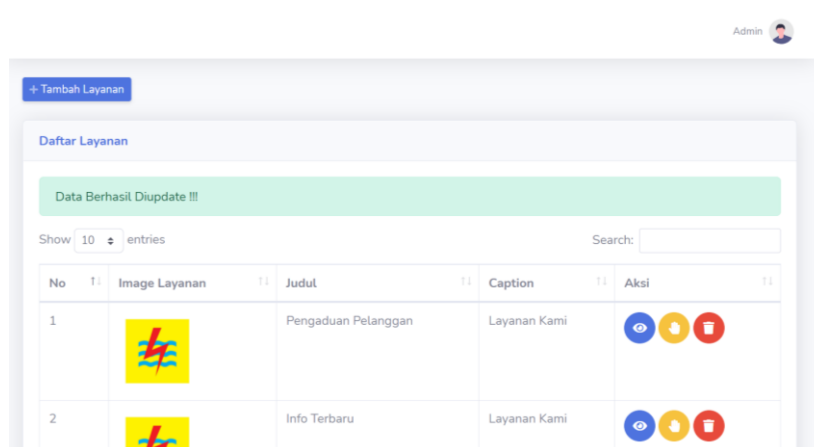 Admin
+ Tambah Layanan
Daftar Layanan
Data Berhasil Diupdate !!!
Show 10 entries Search:
No Image Layanan Judul Caption Aksi
1 Pengaduan Pelanggan Layanan Kami
2 Info Terbaru Layanan Kami